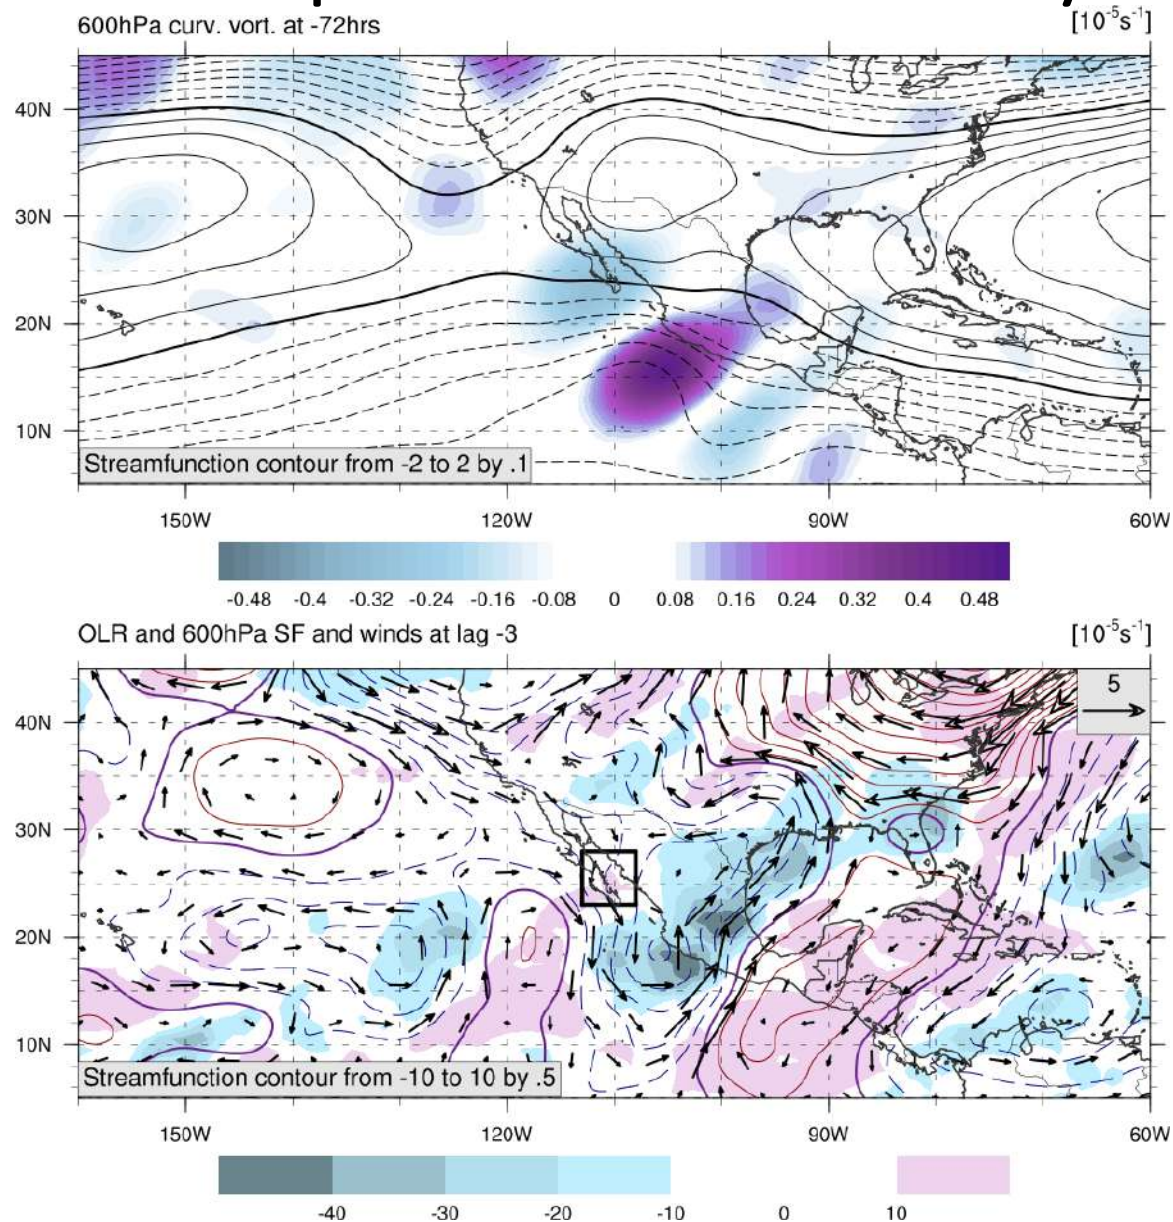 600hPa curv. vort. at -72hrs
[10⁻⁵s⁻¹]
40N
30N
20N
10N
Streamfunction contour from -2 to 2 by .1
150W 120W 90W 60W
-0.48 -0.4 -0.32 -0.24 -0.16 -0.08 0 0.08 0.16 0.24 0.32 0.4 0.48
OLR and 600hPa SF and winds at lag -3
[10⁻⁵s⁻¹]
5
40N
30N
20N
10N
Streamfunction contour from -10 to 10 by .5
150W 120W 90W 60W
-40 -30 -20 -10 0 10